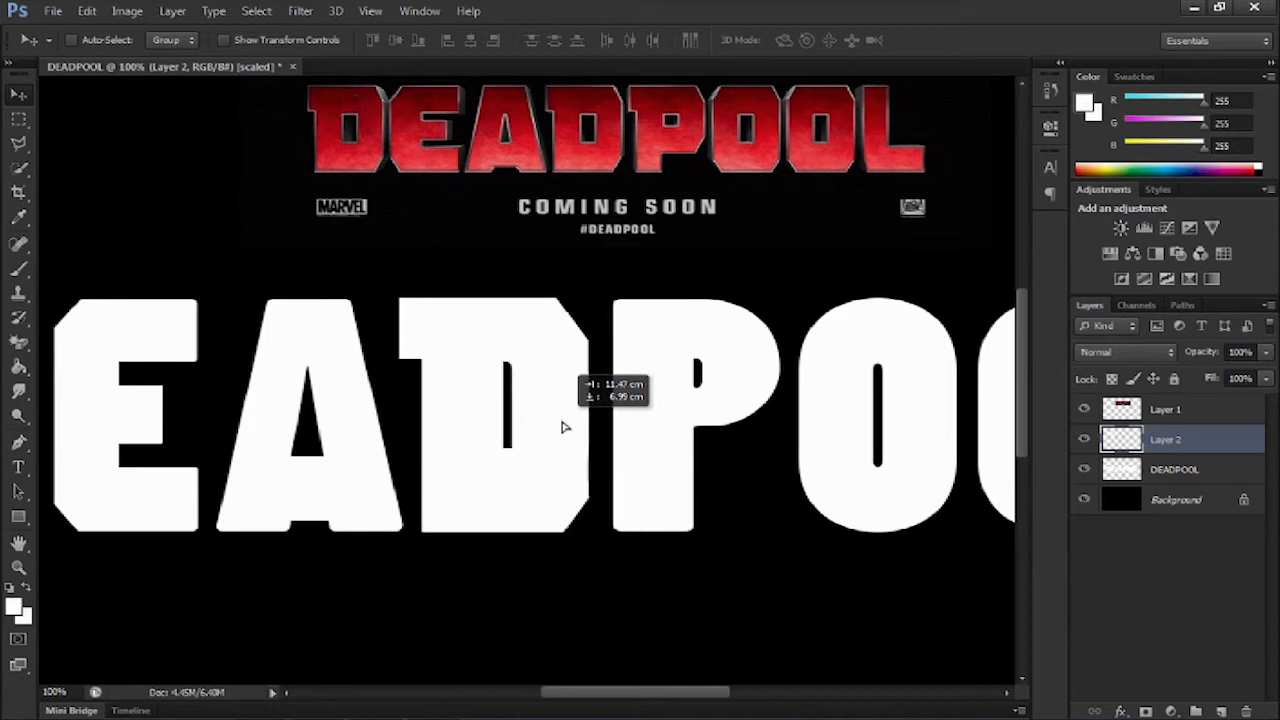 Ps File Edit Image Layer Type Select Filter 3D View Window Help
Auto-Select: Group Show Transform Controls 3D Mode: Essentials
DEADPOOL @ 100% (Layer 2, RGB/8#) [scaled] * ×
DEADPOOL
MARVEL
COMING SOON
#DEADPOOL
EADPOO
11.47 cm
6.99 cm
Color Swatches
R 255
G 255
B 255
Adjustments Styles
Add an adjustment
Layers Channels Paths
Kind
Normal Opacity: 100%
Lock: Fill: 100%
Layer 1
Layer 2
DEADPOOL
Background
100% Doc: 4.45M/6.40M
Mini Bridge Timeline